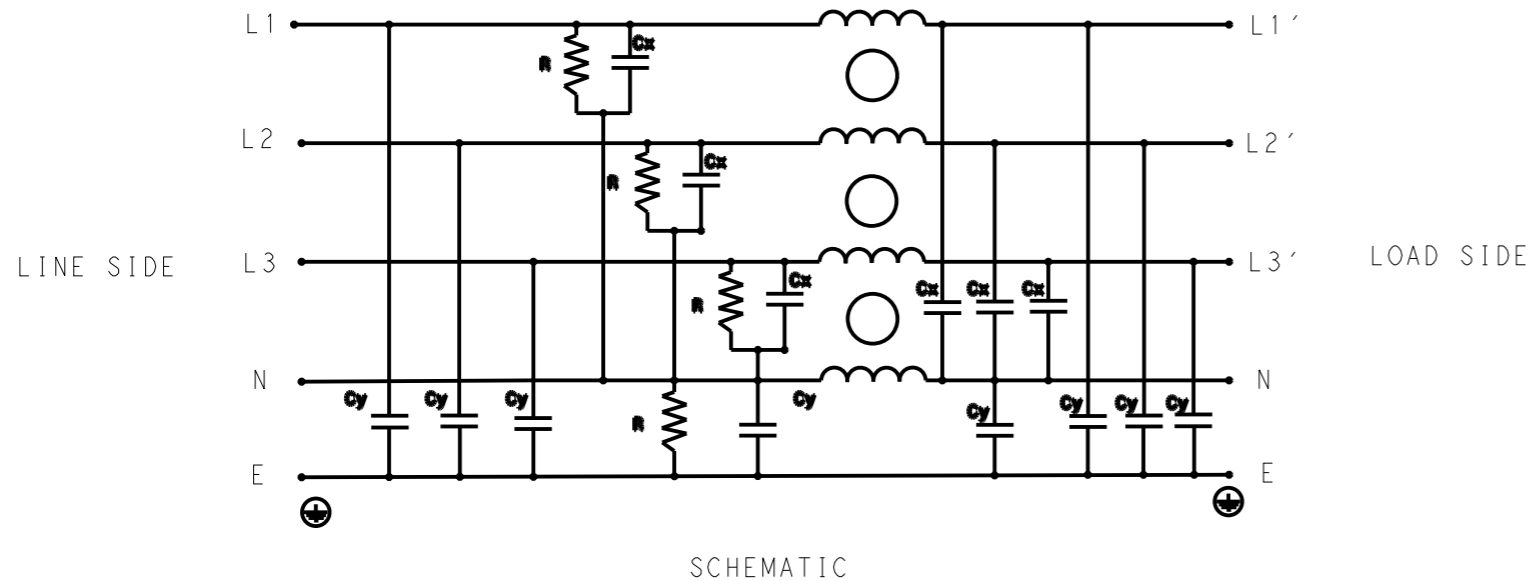 L1
Cx
R
L1′
L2
Cx
R
L2′
LINE SIDE
L3
Cx
R
Cx
Cx
Cx
L3′
LOAD SIDE
N
Cy
Cy
Cy
R
Cy
Cy
Cy
Cy
Cy
N
E
E
SCHEMATIC